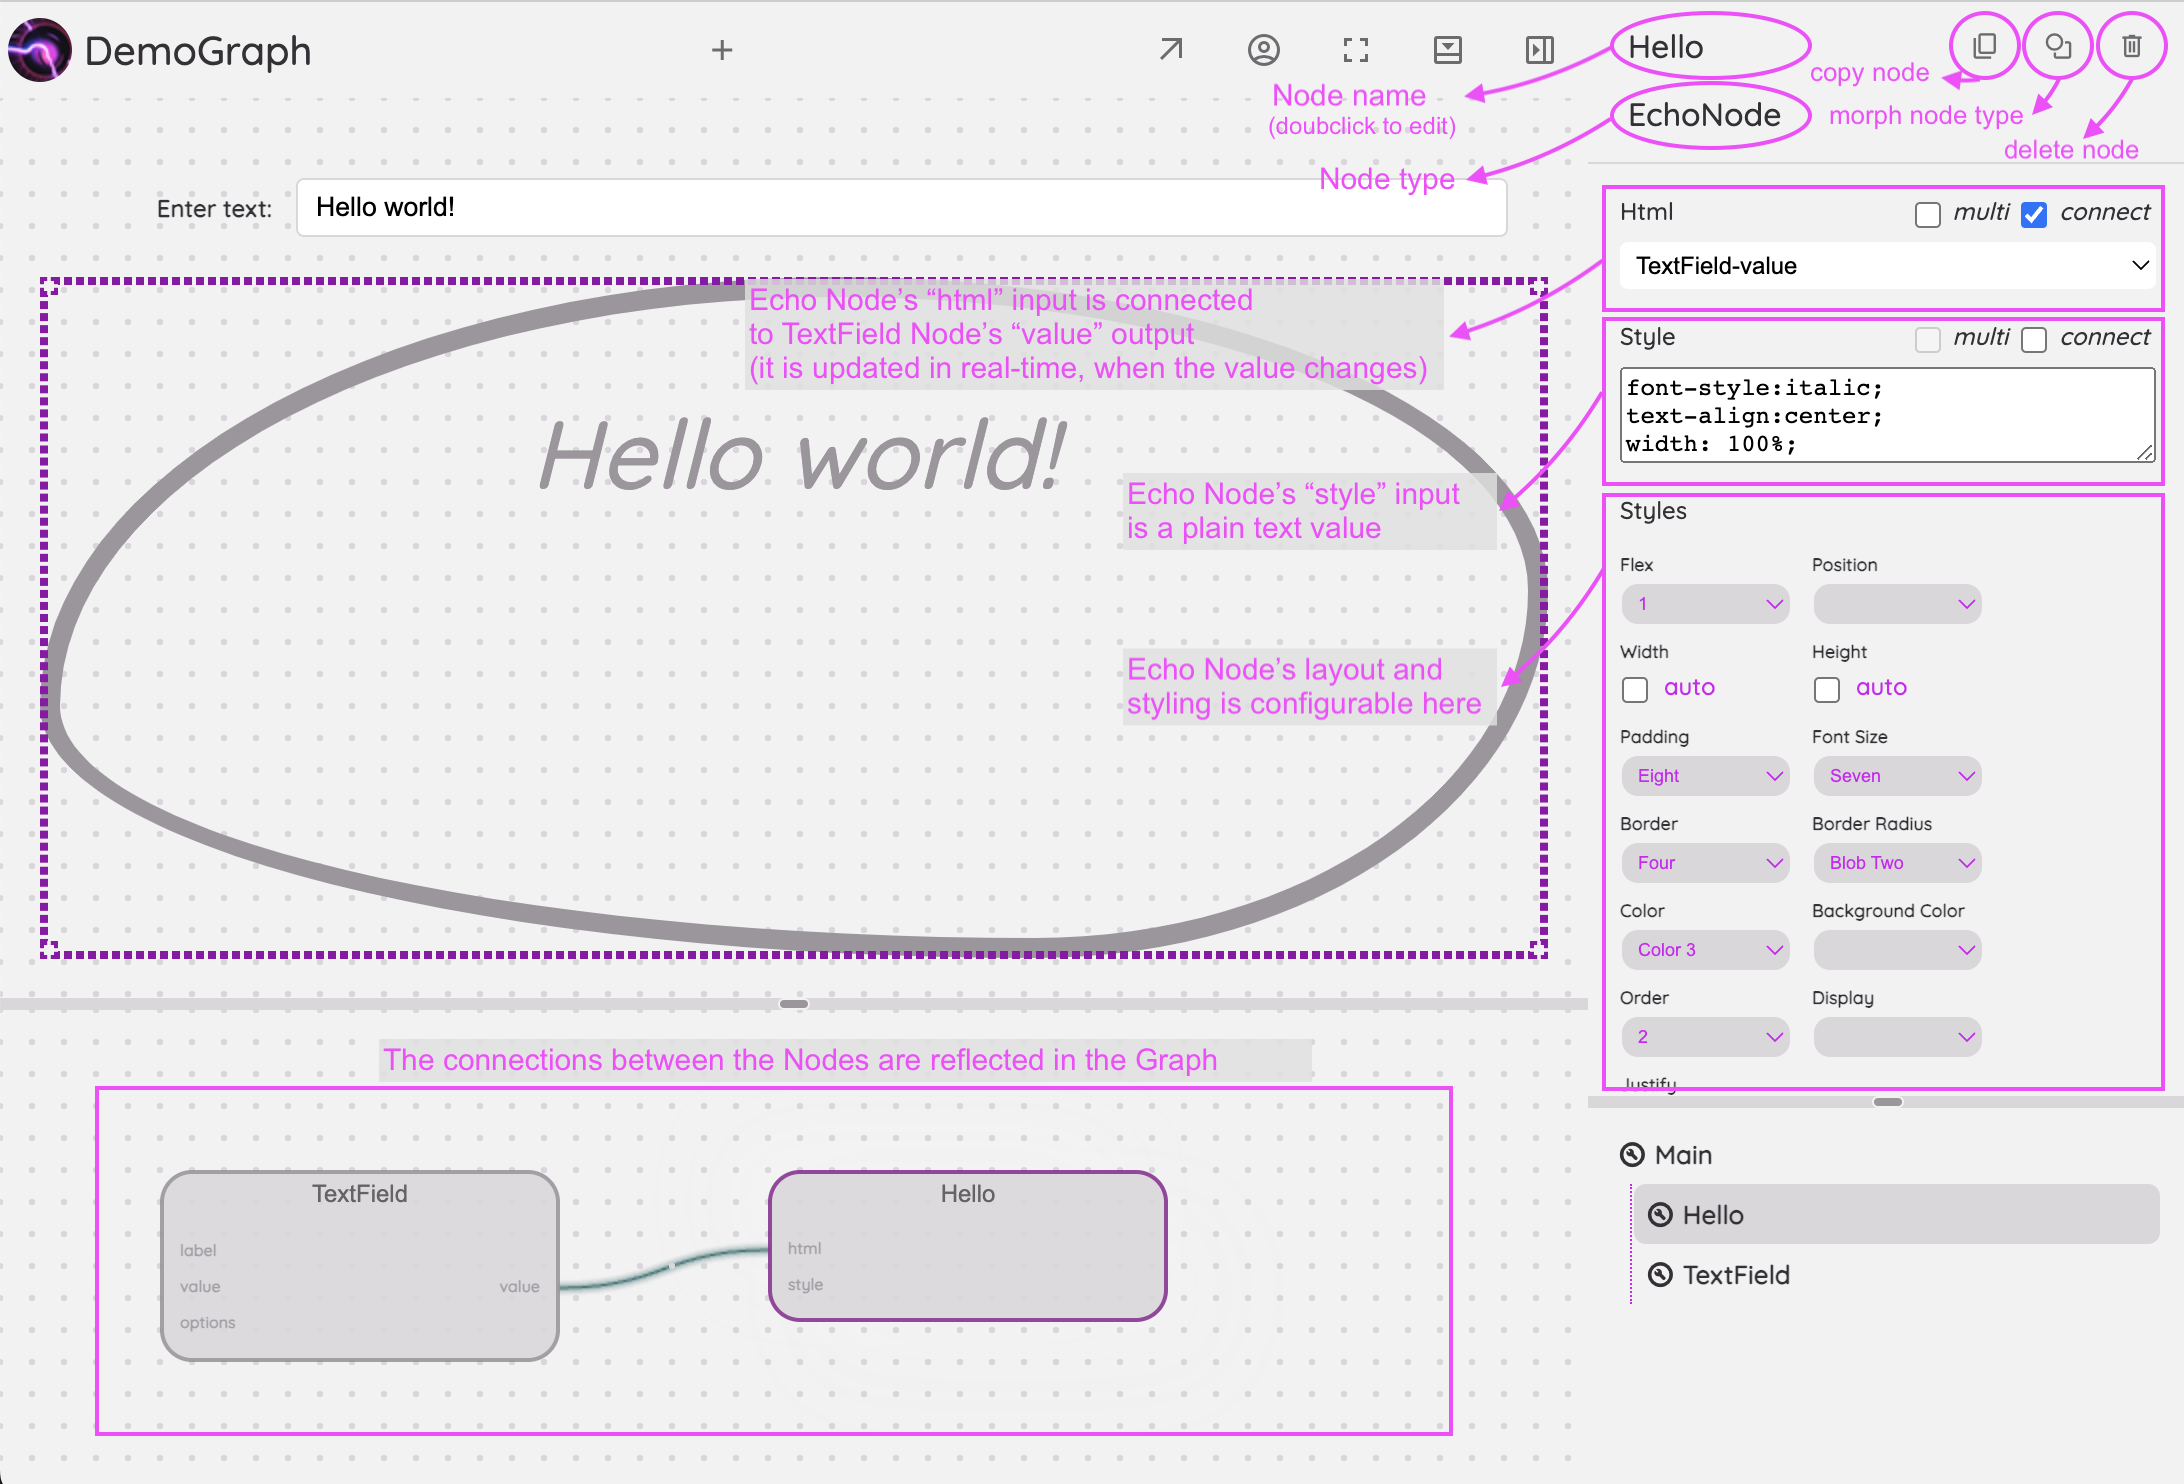 DemoGraph
+
Hello
copy node
Node name
(doubclick to edit)
EchoNode
morph node type
delete node
Node type
Enter text:
Hello world!
Html
multi
connect
TextField-value
Echo Node’s “html” input is connected
to TextField Node’s “value” output
(it is updated in real-time, when the value changes)
Style
multi
connect
font-style:italic;
text-align:center;
width: 100%;
Hello world!
Echo Node’s “style” input
is a plain text value
Styles
Flex
Position
1
Width
Height
auto
auto
Echo Node’s layout and
styling is configurable here
Padding
Font Size
Eight
Seven
Border
Border Radius
Four
Blob Two
Color
Background Color
Color 3
Order
Display
2
Justify
The connections between the Nodes are reflected in the Graph
TextField
label
value
value
options
Hello
html
style
Main
Hello
TextField